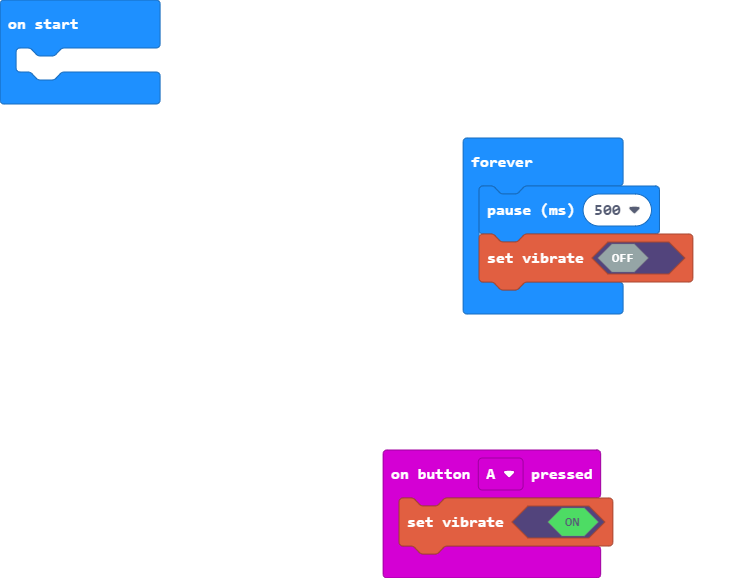 on start
forever
pause (ms) 500
set vibrate OFF
on button A pressed
set vibrate ON